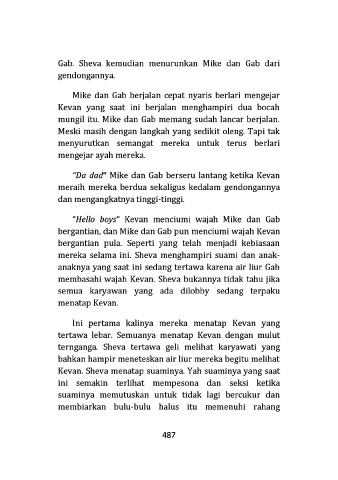 Gab. Sheva kemudian menurunkan Mike dan Gab dari
gendongannya.
Mike dan Gab berjalan cepat nyaris berlari mengejar
Kevan yang saat ini berjalan menghampiri dua bocah
mungil itu. Mike dan Gab memang sudah lancar berjalan.
Meski masih dengan langkah yang sedikit oleng. Tapi tak
menyurutkan semangat mereka untuk terus berlari
mengejar ayah mereka.
"Da dad" Mike dan Gab berseru lantang ketika Kevan
meraih mereka berdua sekaligus kedalam gendongannya
dan mengangkatnya tinggi-tinggi.
"Hello boys" Kevan menciumi wajah Mike dan Gab
bergantian, dan Mike dan Gab pun menciumi wajah Kevan
bergantian pula. Seperti yang telah menjadi kebiasaan
mereka selama ini. Sheva menghampiri suami dan anak-
anaknya yang saat ini sedang tertawa karena air liur Gab
membasahi wajah Kevan. Sheva bukannya tidak tahu jika
semua karyawan yang ada dilobby sedang terpaku
menatap Kevan.
Ini pertama kalinya mereka menatap Kevan yang
tertawa lebar. Semuanya menatap Kevan dengan mulut
ternganga. Sheva tertawa geli melihat karyawati yang
bahkan hampir meneteskan air liur mereka begitu melihat
Kevan. Sheva menatap suaminya. Yah suaminya yang saat
ini semakin terlihat mempesona dan seksi ketika
suaminya memutuskan untuk tidak lagi bercukur dan
membiarkan bulu-bulu halus itu memenuhi rahang
487